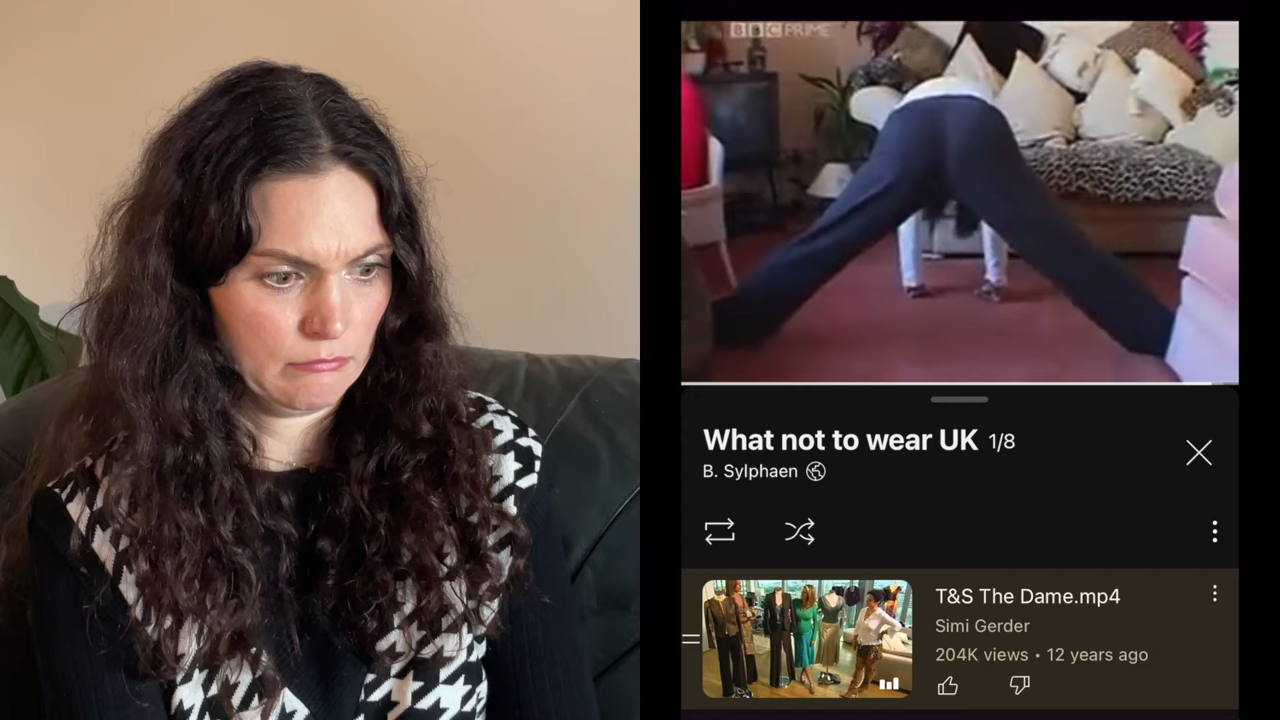 BBC PRIME
What not to wear UK 1/8
B. Sylphaen
T&S The Dame.mp4
Simi Gerder
204K views • 12 years ago